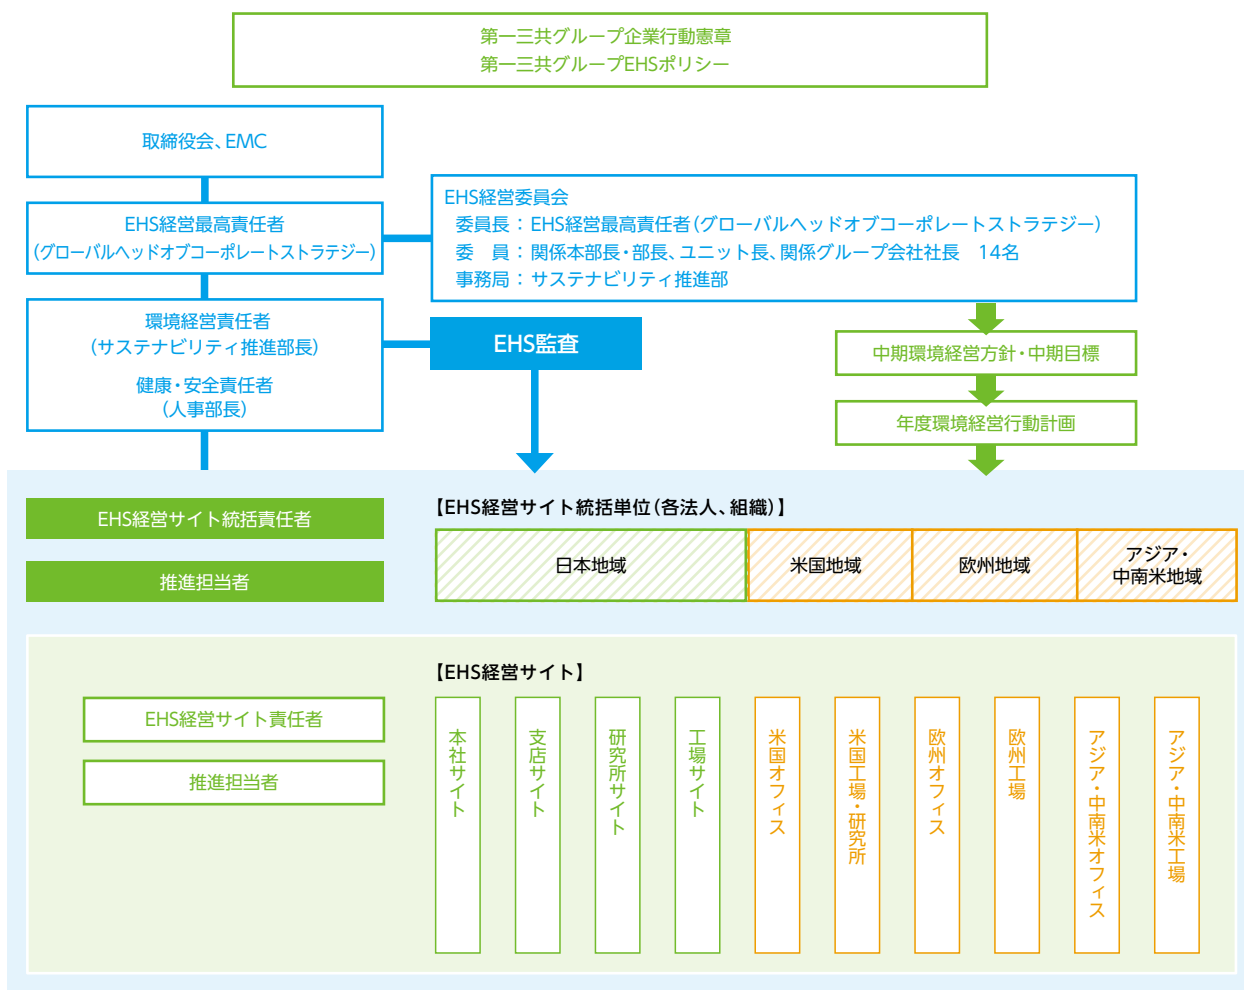 第一三共グループ企業行動憲章
第一三共グループEHSポリシー
取締役会、EMC
EHS経営最高責任者
(グローバルヘッドオブコーポレートストラテジー)
EHS経営委員会
委員長：EHS経営最高責任者(グローバルヘッドオブコーポレートストラテジー)
委　員：関係本部長・部長、ユニット長、関係グループ会社社長　14名
事務局：サステナビリティ推進部
環境経営責任者
(サステナビリティ推進部長)
健康・安全責任者
(人事部長)
EHS監査
中期環境経営方針・中期目標
年度環境経営行動計画
EHS経営サイト統括責任者
推進担当者
【EHS経営サイト統括単位(各法人、組織)】
日本地域
米国地域
欧州地域
アジア・
中南米地域
【EHS経営サイト】
EHS経営サイト責任者
推進担当者
本社サイト
支店サイト
研究所サイト
工場サイト
米国オフィス
米国工場・研究所
欧州オフィス
欧州工場
アジア・中南米オフィス
アジア・中南米工場